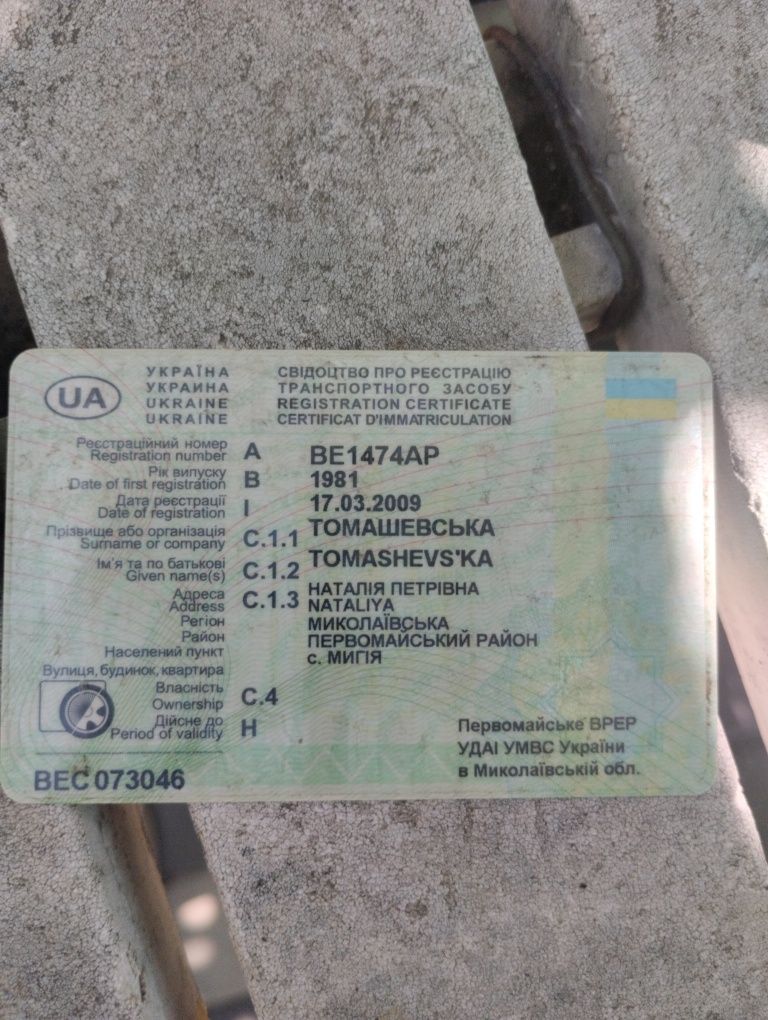 UA
УКРАЇНА
УКРАИНА
UKRAINE
UKRAINE
СВІДОЦТВО ПРО РЕЄСТРАЦІЮ
ТРАНСПОРТНОГО ЗАСОБУ
REGISTRATION CERTIFICATE
CERTIFICAT D'IMMATRICULATION
Реєстраційний номер
Registration number A BE1474AP
Рік випуску
Date of first registration B 1981
Дата реєстрації
Date of registration I 17.03.2009
Прізвище або організація
Surname or company C.1.1 ТОМАШЕВСЬКА
TOMASHEVS'KA
Ім'я та по батькові
Given name(s) C.1.2 НАТАЛІЯ ПЕТРІВНА
NATALIYA
Адреса
Address C.1.3
Регіон МИКОЛАЇВСЬКА
Район ПЕРВОМАЙСЬКИЙ РАЙОН
Населений пункт с. МИГІЯ
Вулиця, будинок, квартира
Власність
Ownership C.4
Дійсне до
Period of validity H
Первомайське ВРЕР
УДАІ УМВС України
в Миколаївській обл.
BEC 073046